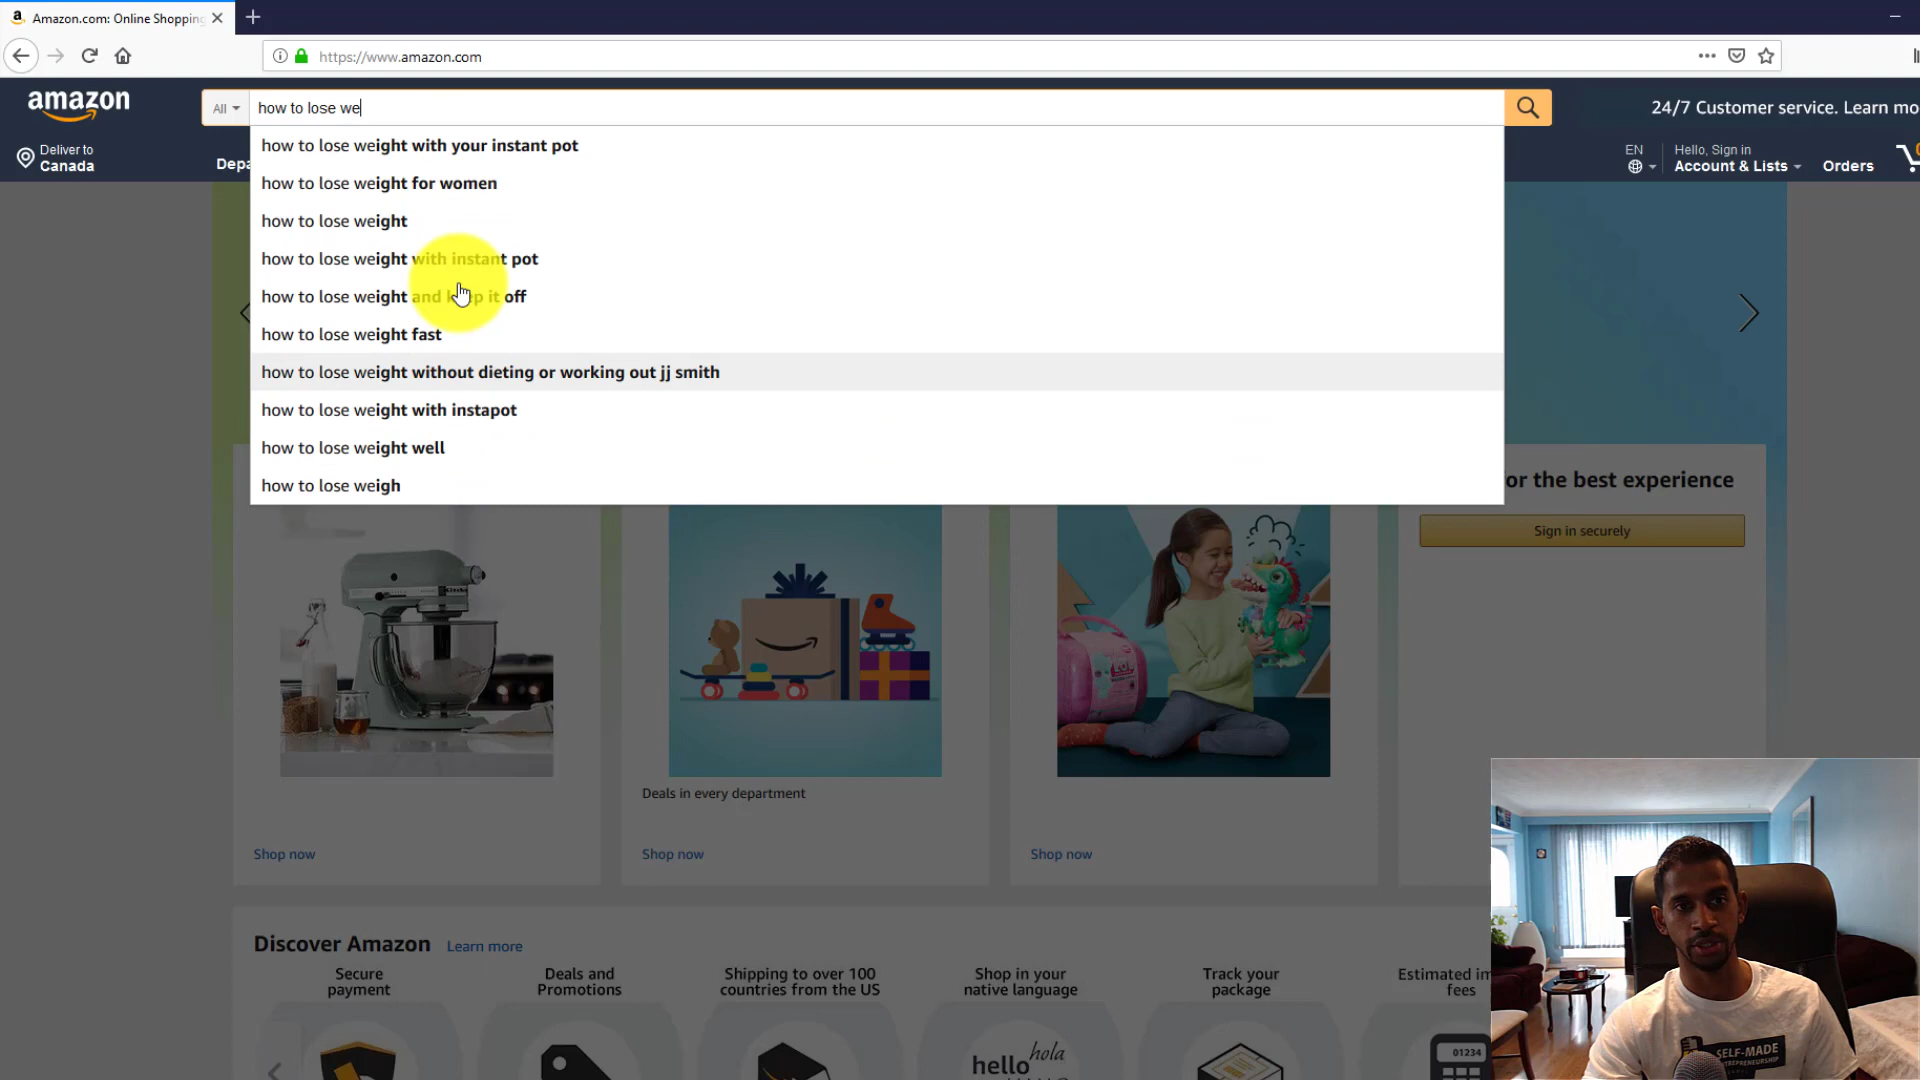 Amazon.com: Online Shopping
https://www.amazon.com
amazon
All
how to lose we
24/7 Customer service. Learn mo
Deliver to
Canada
Depa
EN
Hello, Sign in
Account & Lists
Orders
how to lose weight with your instant pot
how to lose weight for women
how to lose weight
how to lose weight with instant pot
how to lose weight and keep it off
how to lose weight fast
how to lose weight without dieting or working out jj smith
how to lose weight with instapot
how to lose weight well
how to lose weigh
or the best experience
Sign in securely
Deals in every department
Shop now
Shop now
Shop now
Discover Amazon
Learn more
Secure
payment
Deals and
Promotions
Shipping to over 100
countries from the US
Shop in your
native language
Track your
package
Estimated im
fees
hello hola
01234
SELF-MADE